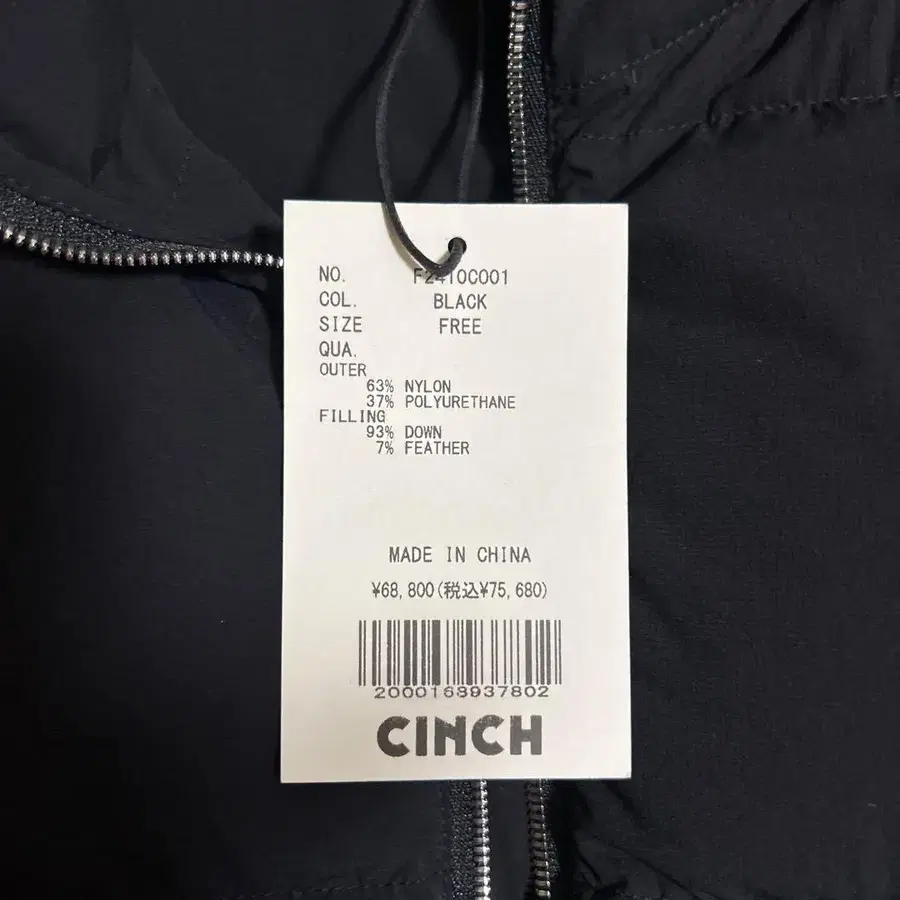 NO. F2410C001
COL. BLACK
SIZE FREE
QUA.
OUTER
63% NYLON
37% POLYURETHANE
FILLING
93% DOWN
7% FEATHER
MADE IN CHINA
¥68,800(税込¥75,680)
2000168937802
CINCH